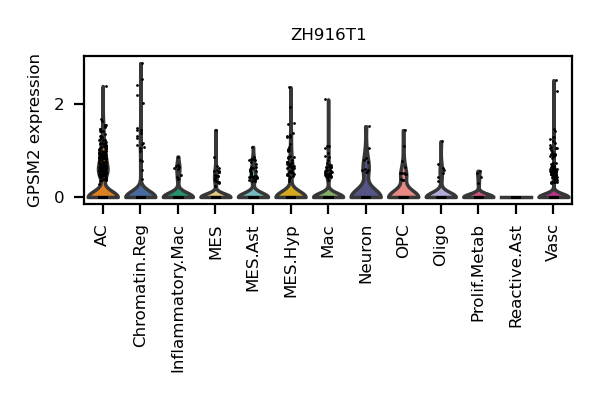 ZH916T1
GPSM2 expression
2
0
AC
Chromatin.Reg
Inflammatory.Mac
MES
MES.Ast
MES.Hyp
Mac
Neuron
OPC
Oligo
Prolif.Metab
Reactive.Ast
Vasc